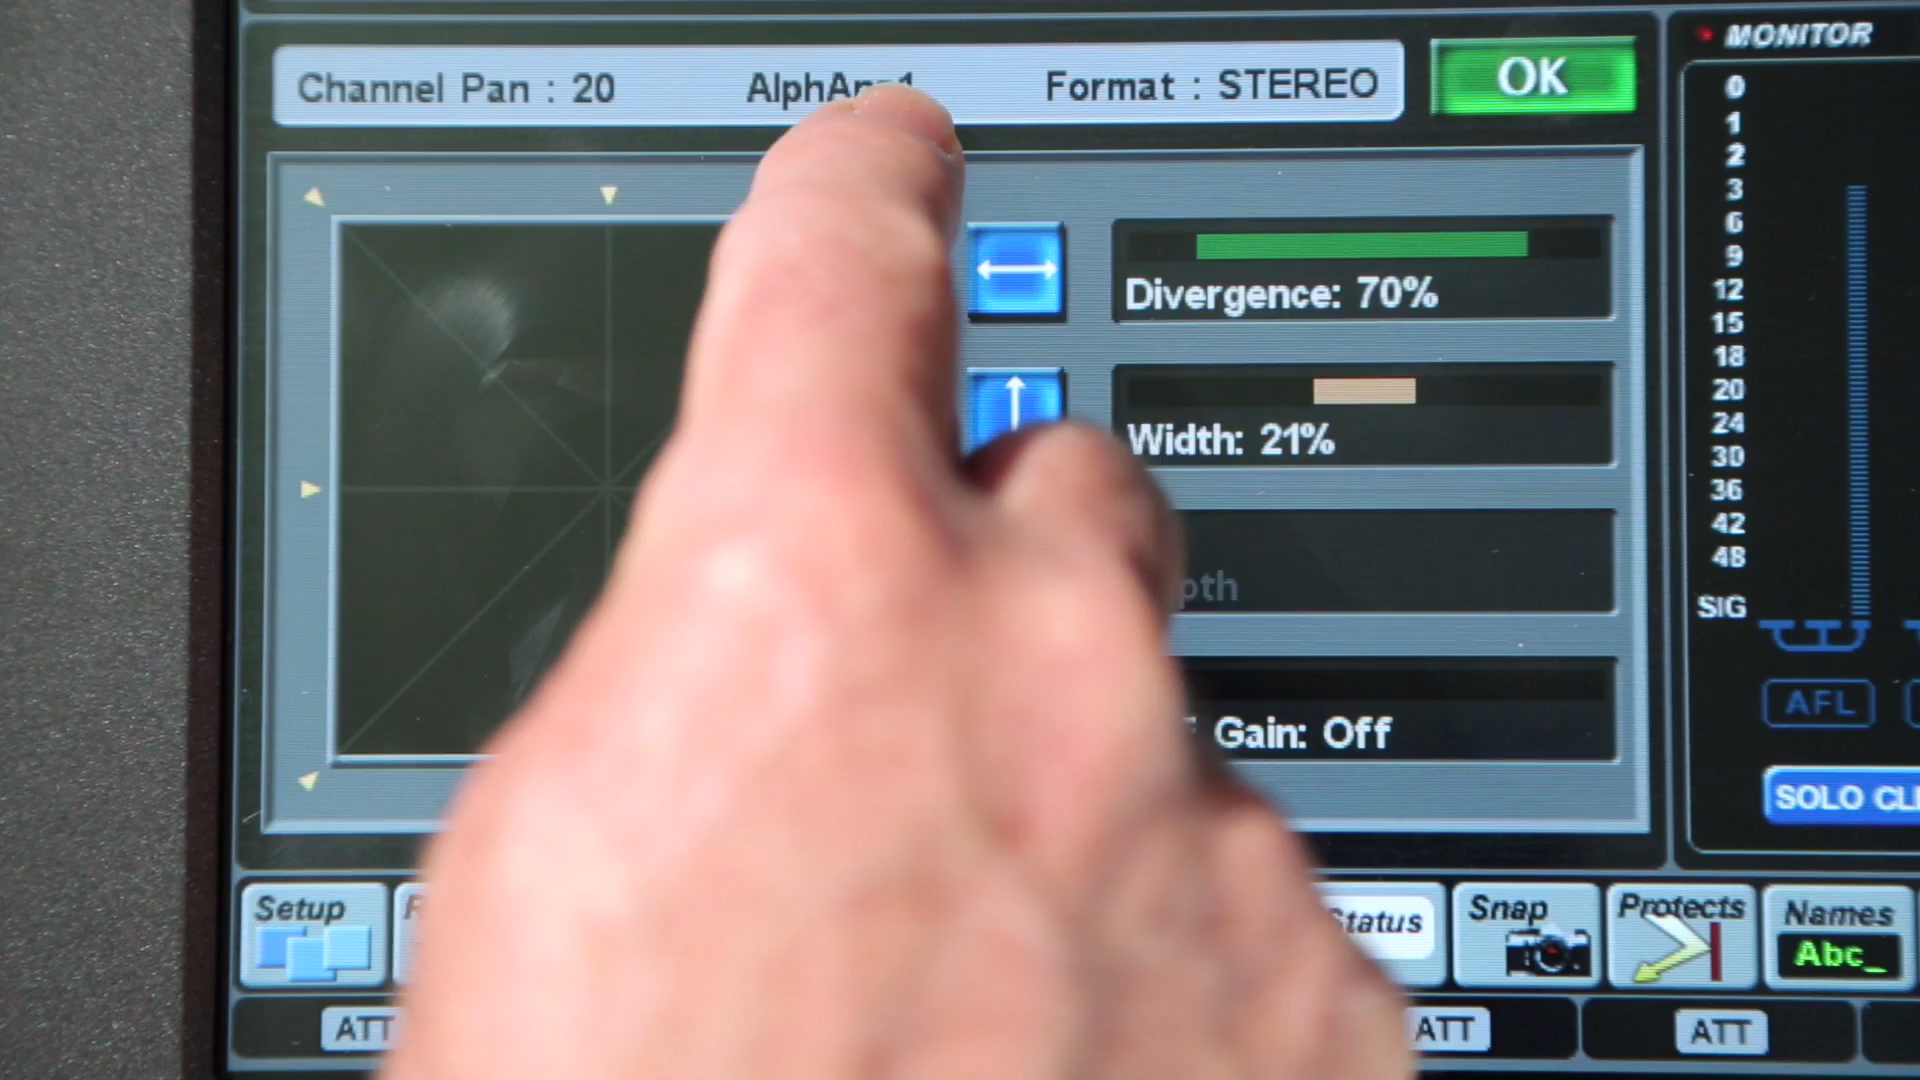 Channel Pan : 20
Format : STEREO
OK
Divergence: 70%
Width: 21%
Gain: Off
MONITOR
0
1
2
3
6
9
12
15
18
20
24
30
36
42
48
SIG
AFL
SOLO
Setup
Status
Snap
Protects
Names
Abc_
ATT
ATT
ATT